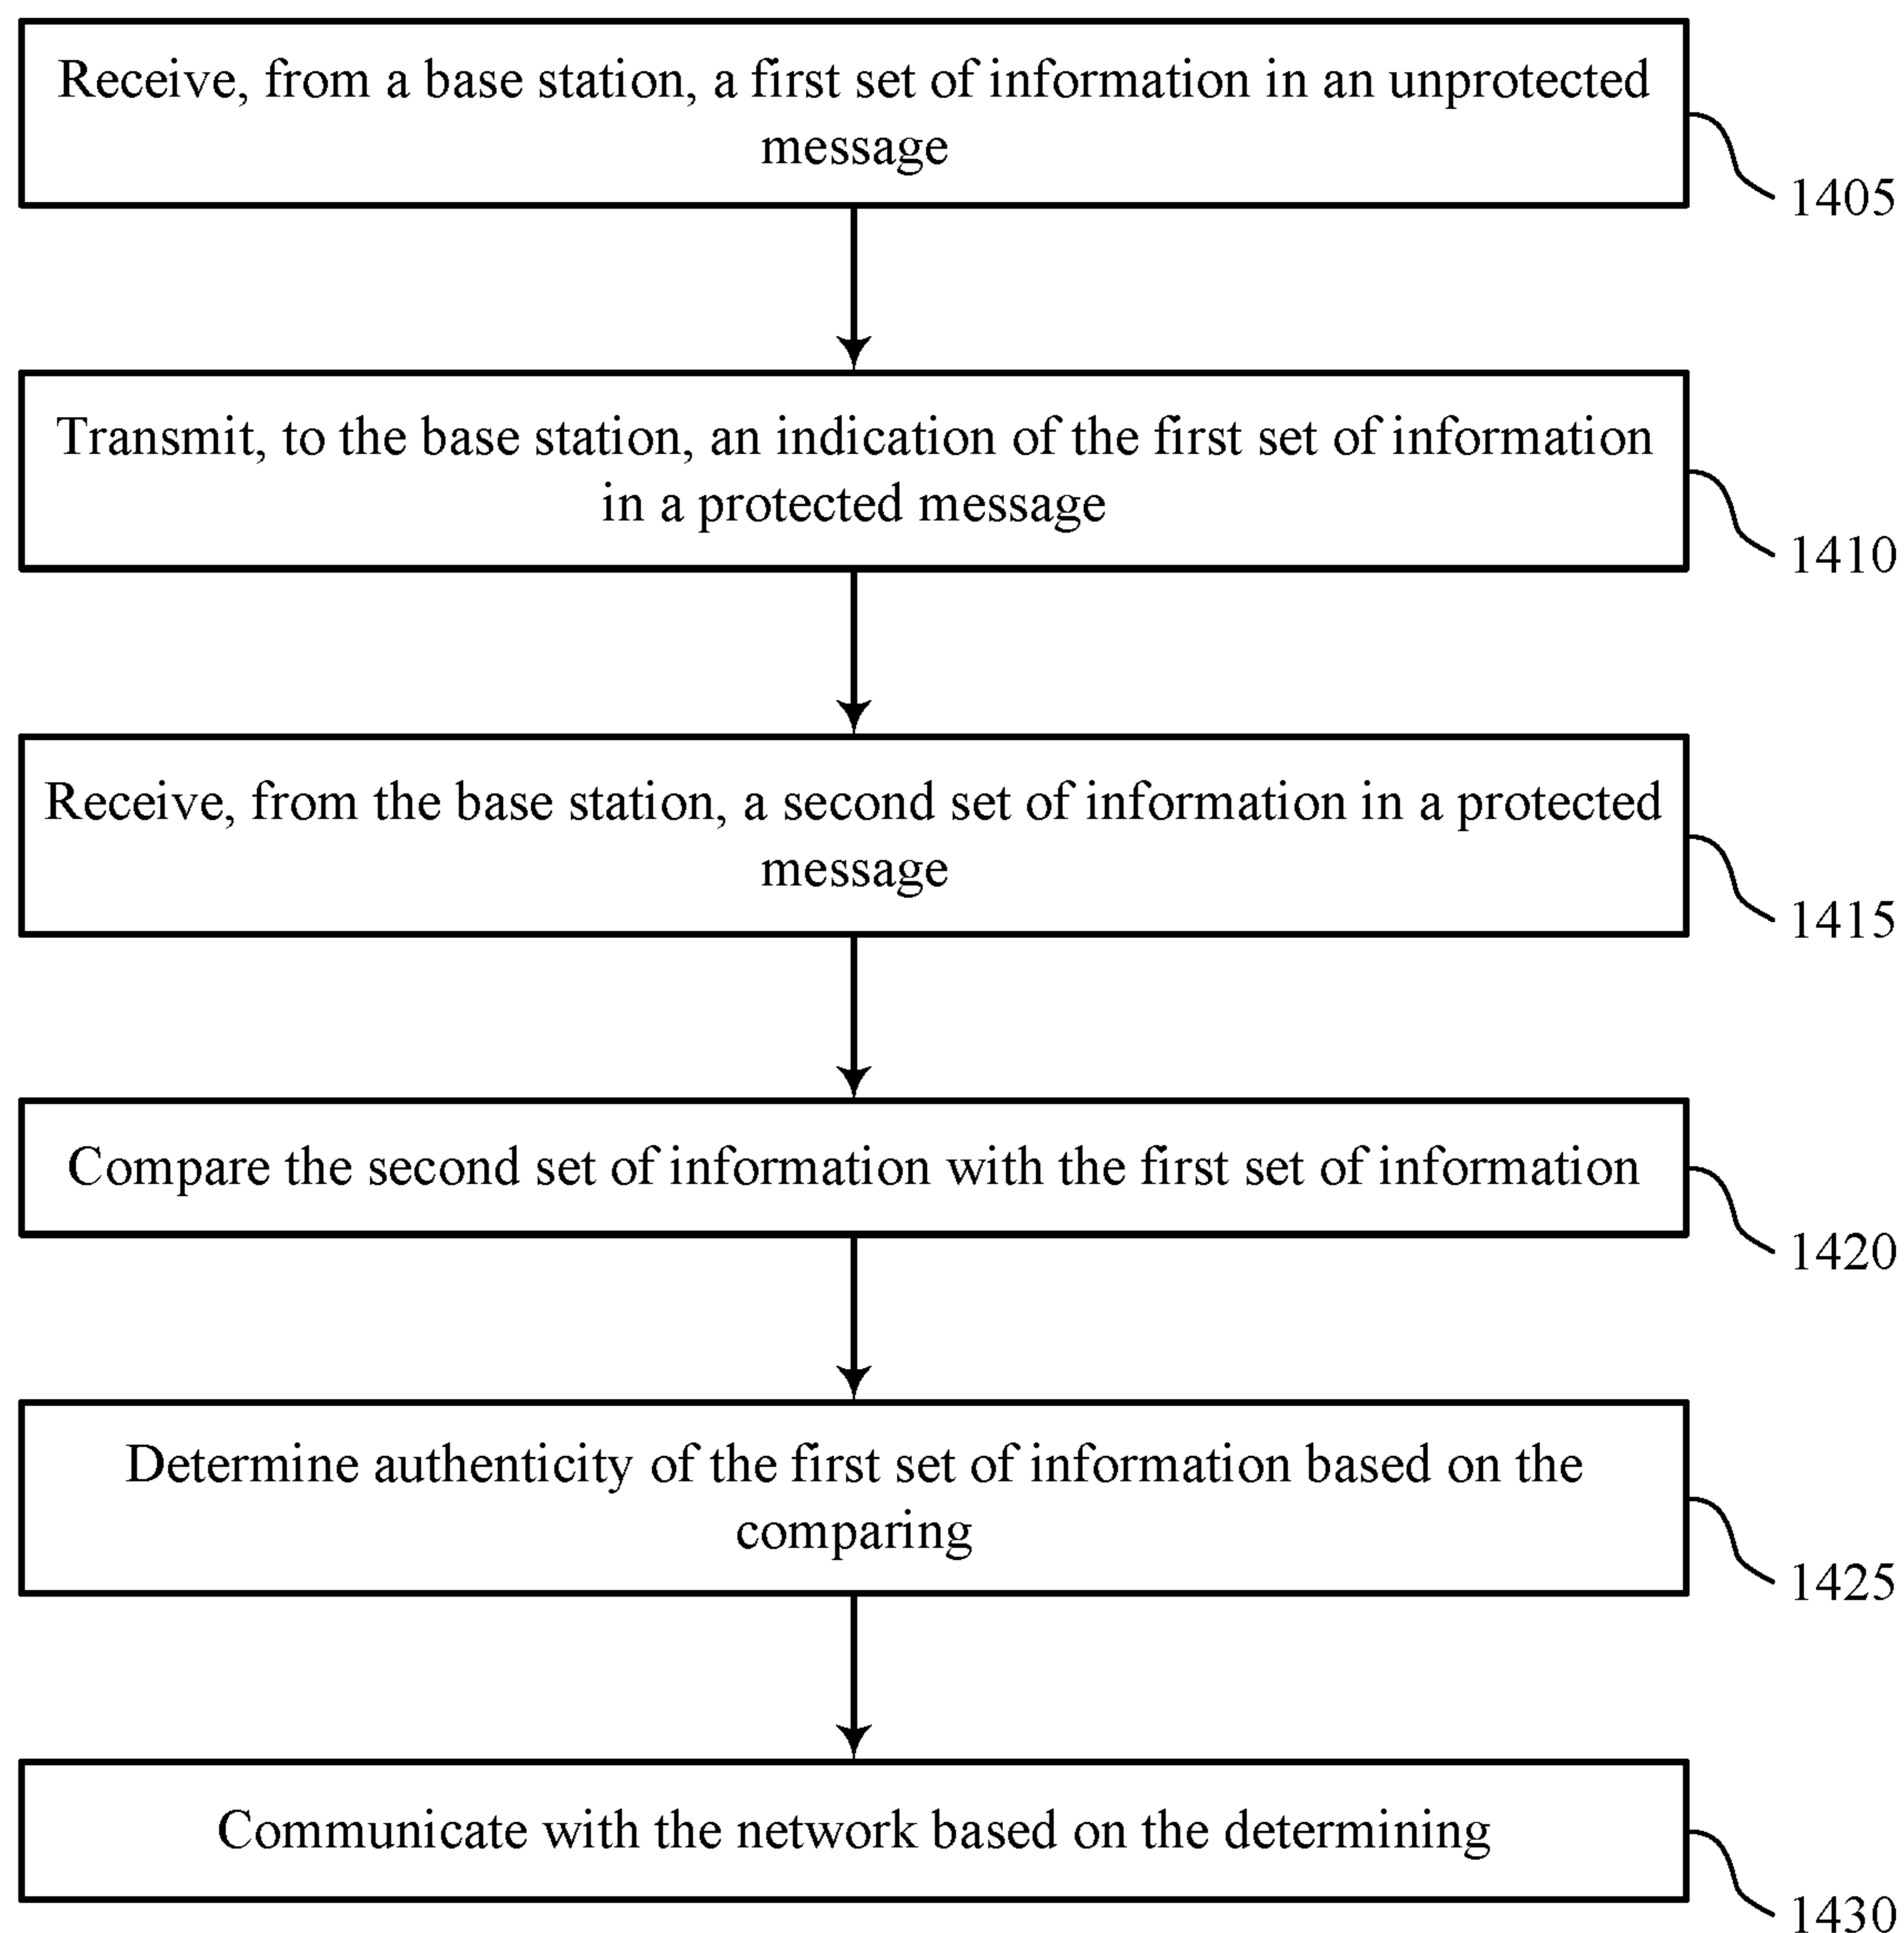 Receive, from a base station, a first set of information in an unprotected
message
1405
Transmit, to the base station, an indication of the first set of information
in a protected message
1410
Receive, from the base station, a second set of information in a protected
message
1415
Compare the second set of information with the first set of information
1420
Determine authenticity of the first set of information based on the
comparing
1425
Communicate with the network based on the determining
1430